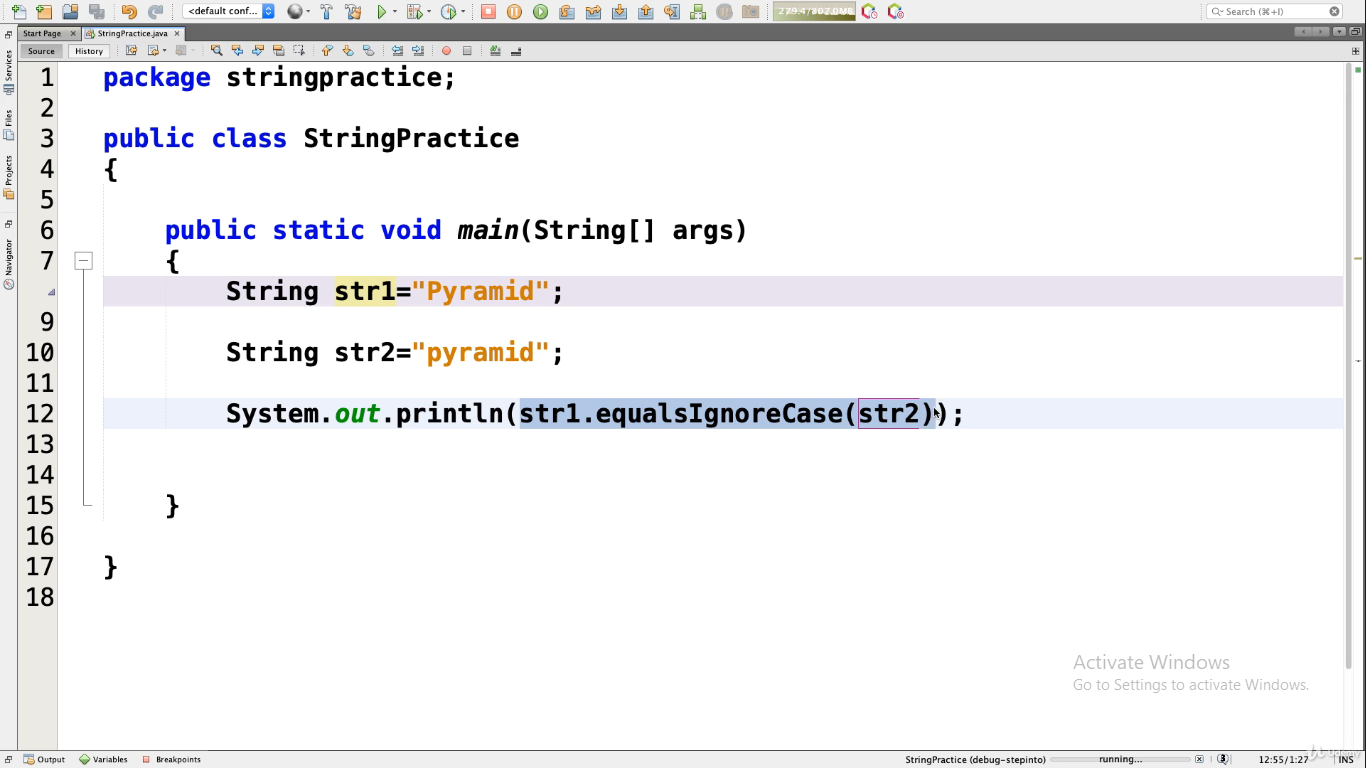 <default conf...
279.4/307.0MB
Search (⌘+I)
Start Page
StringPractice.java
Source
History
Services
Files
Projects
Navigator
1 package stringpractice;
2
3 public class StringPractice
4 {
5
6 public static void main(String[] args)
7 {
String str1="Pyramid";
9
10 String str2="pyramid";
11
12 System.out.println(str1.equalsIgnoreCase(str2));
13
14
15 }
16
17 }
18
Activate Windows
Go to Settings to activate Windows.
Output
Variables
Breakpoints
StringPractice (debug-stepinto)
running...
12:55/1:27
INS